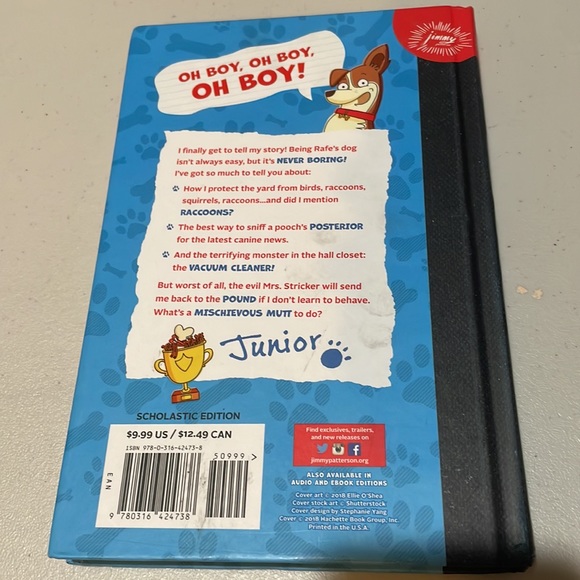 jimmy
OH BOY, OH BOY,
OH BOY!
I finally get to tell my story! Being Rafe's dog
isn't always easy, but it's NEVER BORING!
I've got so much to tell you about:
How I protect the yard from birds, raccoons,
squirrels, raccoons...and did I mention
RACCOONS?
The best way to sniff a pooch's POSTERIOR
for the latest canine news.
And the terrifying monster in the hall closet:
the VACUUM CLEANER!
But worst of all, the evil Mrs. Stricker will send
me back to the POUND if I don't learn to behave.
What's a MISCHIEVOUS MUTT to do?
Junior
SCHOLASTIC EDITION
$9.99 US / $12.49 CAN
ISBN 978-0-316-42473-8
50999>
EAN
9 780316 424738
Find exclusives, trailers,
and new releases on
jimmypatterson.org
ALSO AVAILABLE IN
AUDIO AND EBOOK EDITIONS
Cover art © 2018 Ellie O'Shea
Cover stock art © Shutterstock
Cover design by Stephanie Yang
Cover © 2018 Hachette Book Group, Inc.
Printed in the U.S.A.